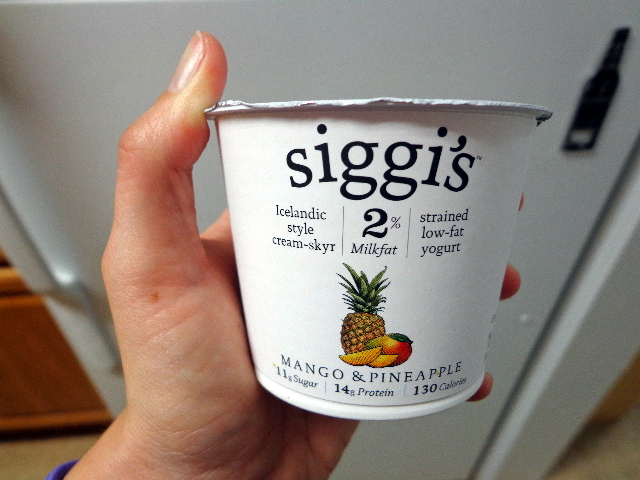 siggi's™
Icelandic style cream-skyr
2% Milkfat
strained low-fat yogurt
MANGO & PINEAPPLE
11g Sugar | 14g Protein | 130 Calories